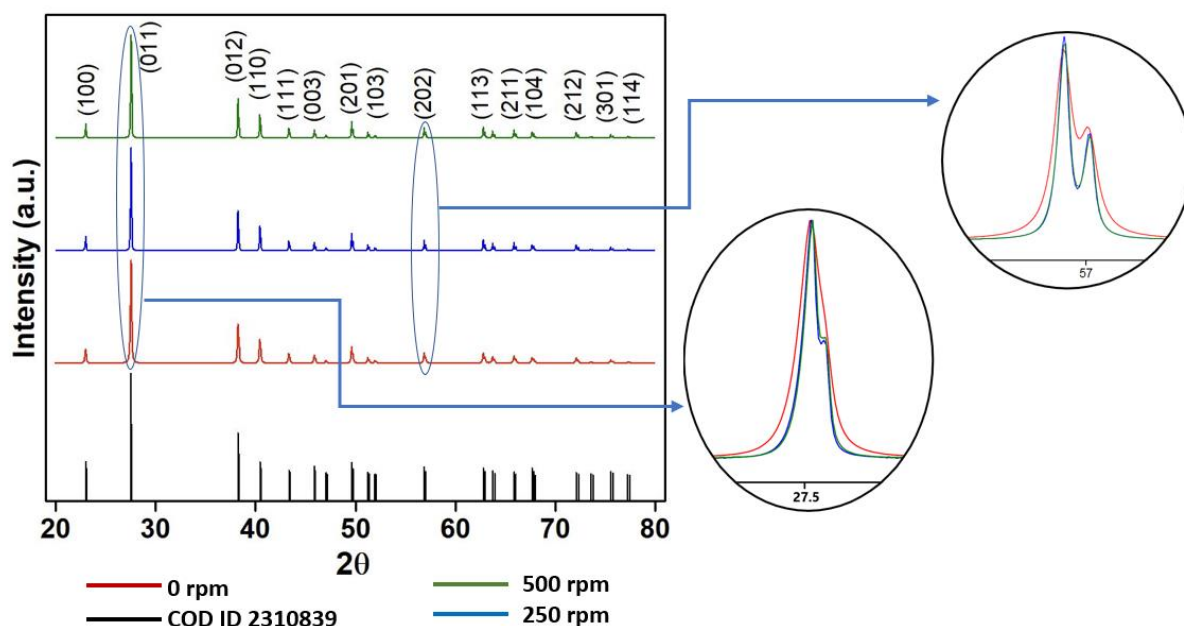 (100)
(011)
(012)
(110)
(111)
(003)
(201)
(103)
(202)
(113)
(211)
(104)
(212)
(301)
(114)
Intensity (a.u.)
57
27.5
20 30 40 50 60 70 80
2θ
0 rpm
500 rpm
COD ID 2310839
250 rpm